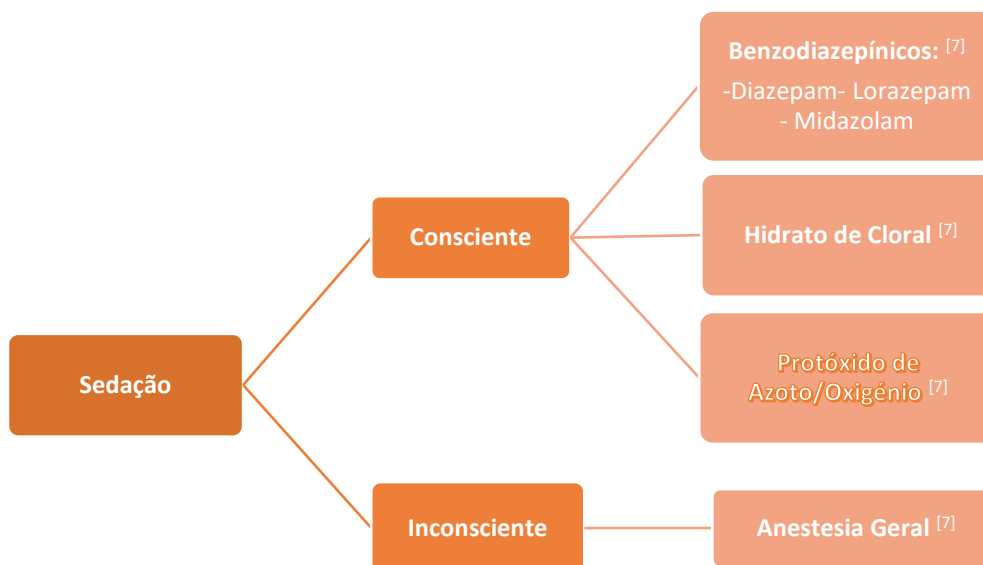 Benzodiazepínicos: [7]
-Diazepam- Lorazepam
- Midazolam
Consciente
Hidrato de Cloral [7]
Sedação
Protóxido de
Azoto/Oxigénio [7]
Inconsciente
Anestesia Geral [7]